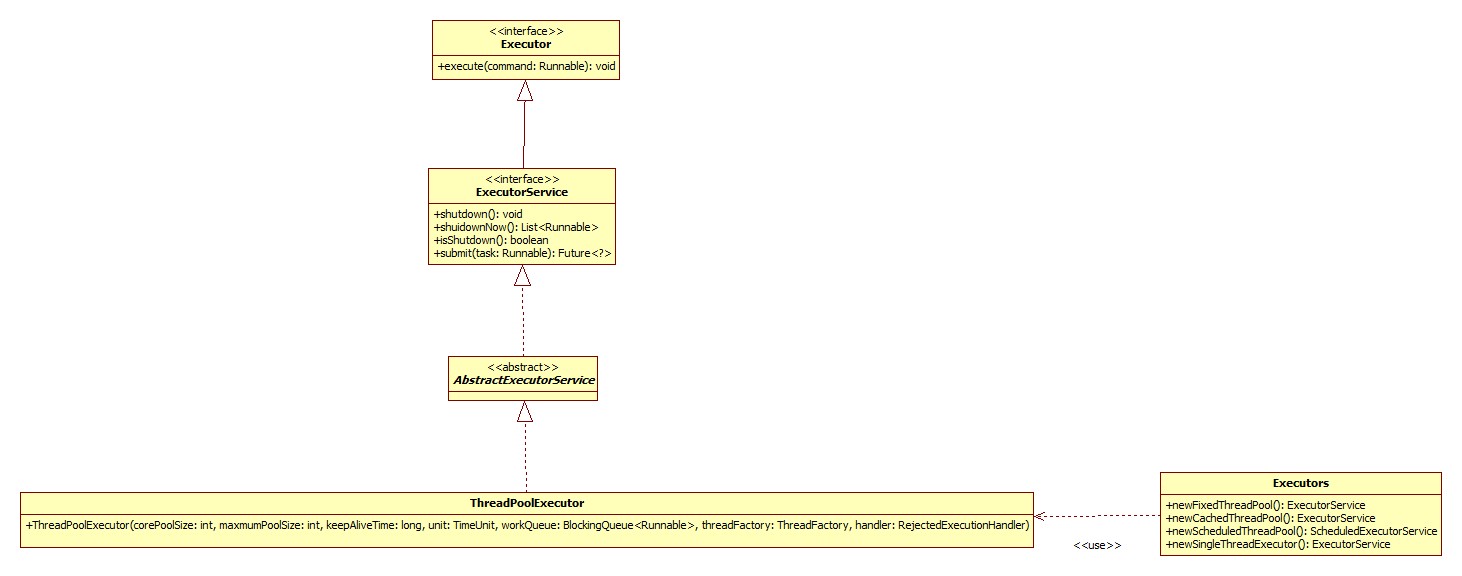 <<interface>>
Executor
+execute(command: Runnable): void
<<interface>>
ExecutorService
+shutdown(): void
+shuidownNow(): List<Runnable>
+isShutdown(): boolean
+submit(task: Runnable): Future<?>
<<abstract>>
AbstractExecutorService
ThreadPoolExecutor
+ThreadPoolExecutor(corePoolSize: int, maxmumPoolSize: int, keepAliveTime: long, unit: TimeUnit, workQueue: BlockingQueue<Runnable>, threadFactory: ThreadFactory, handler: RejectedExecutionHandler)
Executors
+newFixedThreadPool(): ExecutorService
+newCachedThreadPool(): ExecutorService
+newScheduledThreadPool(): ScheduledExecutorService
+newSingleThreadExecutor(): ExecutorService
<<use>>